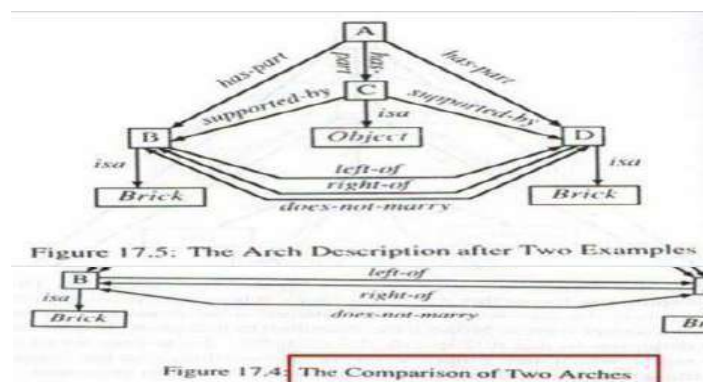 A
has-part has-part has-part
C
supported-by isa supported-by
B Object D
isa left-of isa
Brick right-of Brick
does-not-marry
Figure 17.5: The Arch Description after Two Examples
B left-of
isa right-of
Brick does-not-marry
Figure 17.4: The Comparison of Two Arches